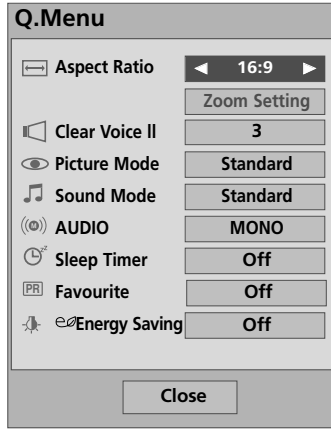 Q.Menu
Aspect Ratio ◄ 16:9 ►
Zoom Setting
Clear Voice ll 3
Picture Mode Standard
Sound Mode Standard
AUDIO MONO
Sleep Timer Off
PR Favourite Off
Energy Saving Off
Close